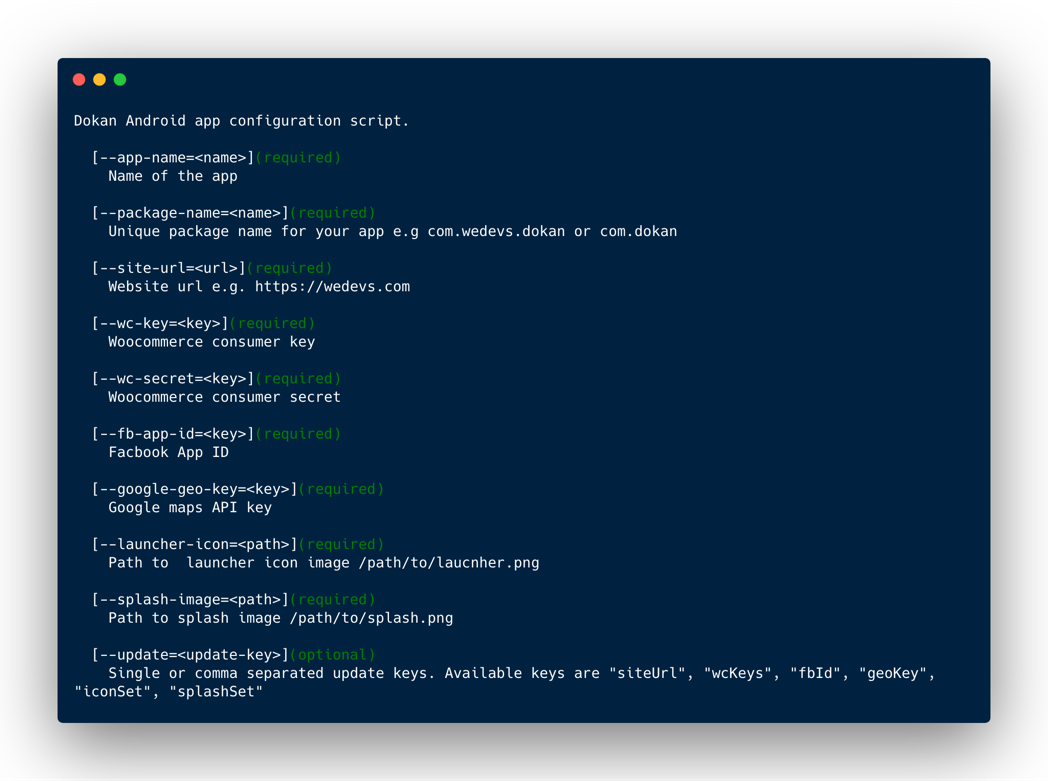 Dokan Android app configuration script.
[--app-name=<name>](required)
Name of the app
[--package-name=<name>](required)
Unique package name for your app e.g com.wedevs.dokan or com.dokan
[--site-url=<url>](required)
Website url e.g. https://wedevs.com
[--wc-key=<key>](required)
Woocommerce consumer key
[--wc-secret=<key>](required)
Woocommerce consumer secret
[--fb-app-id=<key>](required)
Facbook App ID
[--google-geo-key=<key>](required)
Google maps API key
[--launcher-icon=<path>](required)
Path to  launcher icon image /path/to/laucnher.png
[--splash-image=<path>](required)
Path to splash image /path/to/splash.png
[--update=<update-key>](optional)
Single or comma separated update keys. Available keys are "siteUrl", "wcKeys", "fbId", "geoKey",
"iconSet", "splashSet"